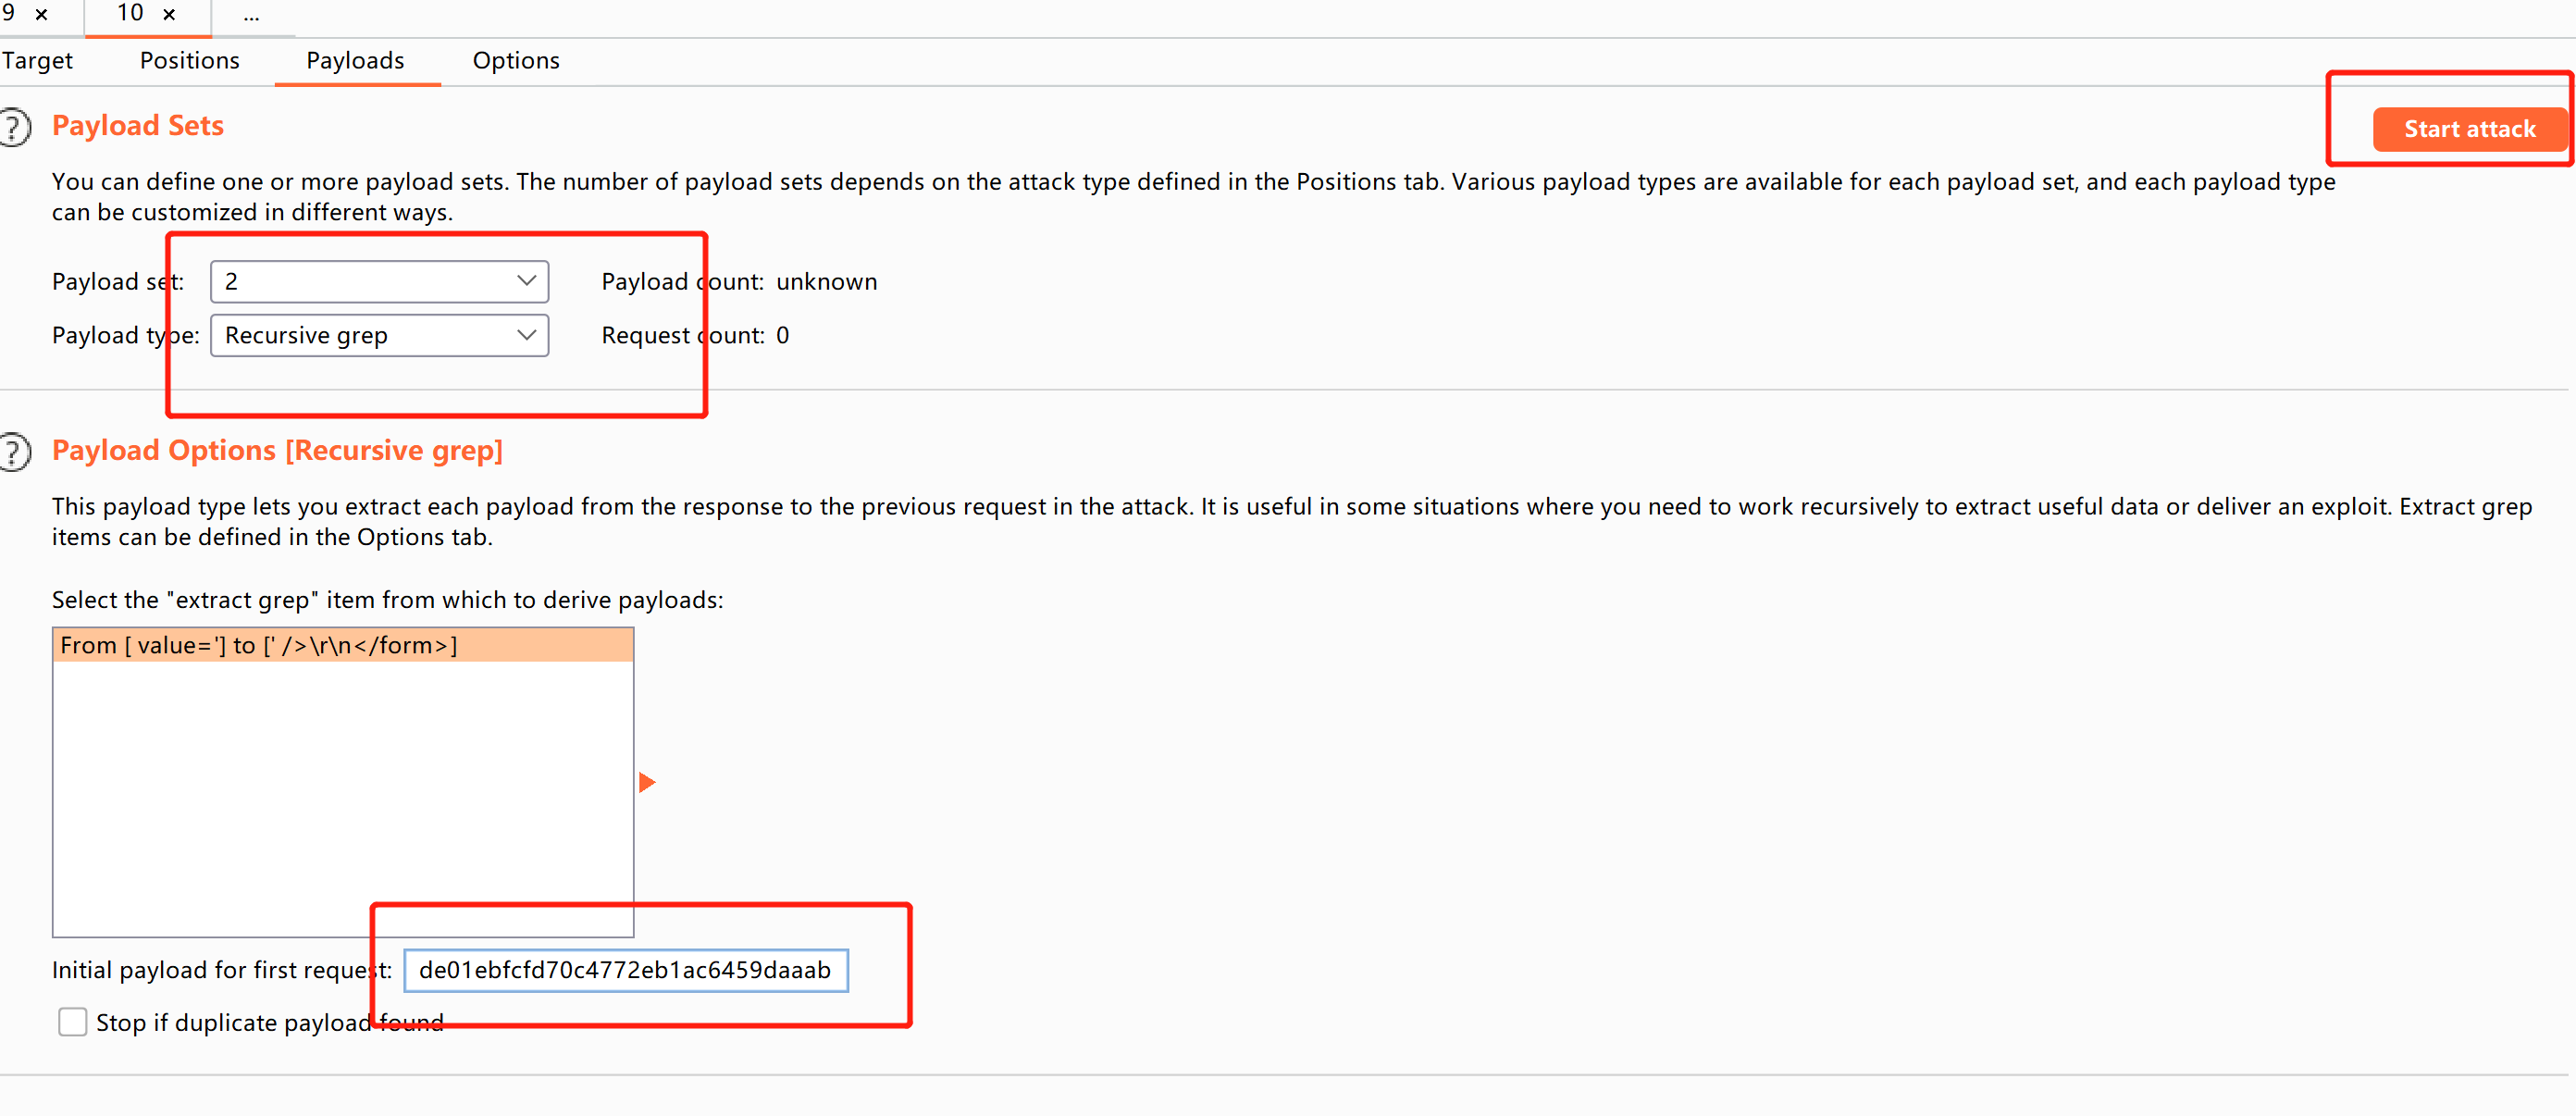 9 × 10 × ...
Target Positions Payloads Options
? Payload Sets
Start attack
You can define one or more payload sets. The number of payload sets depends on the attack type defined in the Positions tab. Various payload types are available for each payload set, and each payload type
can be customized in different ways.
Payload set: 2 Payload count: unknown
Payload type: Recursive grep Request count: 0
? Payload Options [Recursive grep]
This payload type lets you extract each payload from the response to the previous request in the attack. It is useful in some situations where you need to work recursively to extract useful data or deliver an exploit. Extract grep
items can be defined in the Options tab.
Select the "extract grep" item from which to derive payloads:
From [ value='] to [' />\r\n</form>]
Initial payload for first request: de01ebfcfd70c4772eb1ac6459daaab
Stop if duplicate payload found